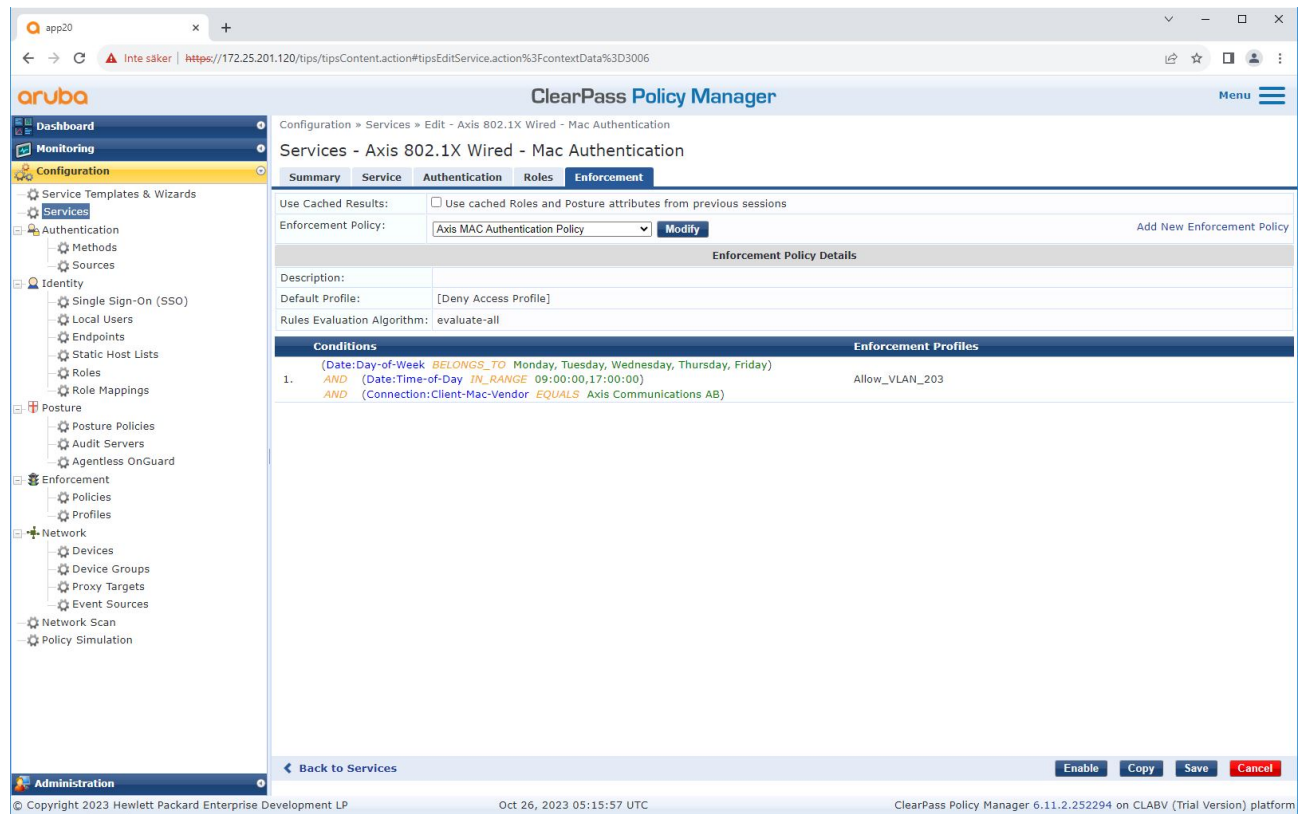 app20
Inte säker | https://172.25.201.120/tips/tipsContent.action#tipsEditService.action%3FcontextData%3D3006
aruba
ClearPass Policy Manager
Menu
Dashboard
Monitoring
Configuration
Service Templates & Wizards
Services
Authentication
Methods
Sources
Identity
Single Sign-On (SSO)
Local Users
Endpoints
Static Host Lists
Roles
Role Mappings
Posture
Posture Policies
Audit Servers
Agentless OnGuard
Enforcement
Policies
Profiles
Network
Devices
Device Groups
Proxy Targets
Event Sources
Network Scan
Policy Simulation
Administration
Configuration » Services » Edit - Axis 802.1X Wired - Mac Authentication
Services - Axis 802.1X Wired - Mac Authentication
Summary Service Authentication Roles Enforcement
Use Cached Results: Use cached Roles and Posture attributes from previous sessions
Enforcement Policy: Axis MAC Authentication Policy Modify Add New Enforcement Policy
Enforcement Policy Details
Description:
Default Profile: [Deny Access Profile]
Rules Evaluation Algorithm: evaluate-all
Conditions Enforcement Profiles
(Date:Day-of-Week BELONGS_TO Monday, Tuesday, Wednesday, Thursday, Friday)
1. AND (Date:Time-of-Day IN_RANGE 09:00:00,17:00:00) Allow_VLAN_203
AND (Connection:Client-Mac-Vendor EQUALS Axis Communications AB)
Back to Services Enable Copy Save Cancel
© Copyright 2023 Hewlett Packard Enterprise Development LP Oct 26, 2023 05:15:57 UTC ClearPass Policy Manager 6.11.2.252294 on CLABV (Trial Version) platform